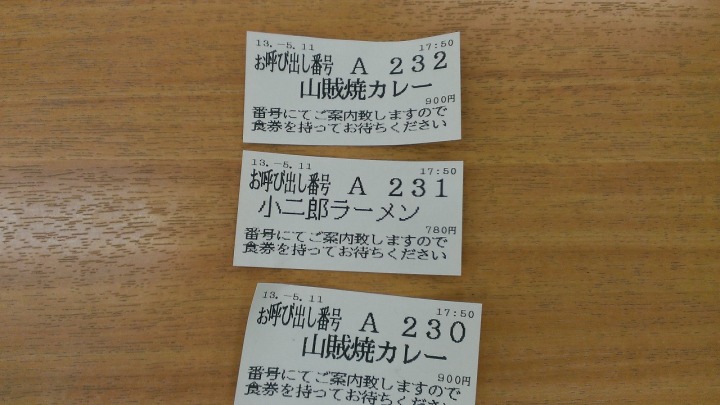 13.-5.11 17:50
お呼び出し番号 A 232
山賊焼カレー
900円
番号にてご案内致しますので
食券を持ってお待ちください
13.-5.11 17:50
お呼び出し番号 A 231
小二郎ラーメン
780円
番号にてご案内致しますので
食券を持ってお待ちください
13.-5.11 17:50
お呼び出し番号 A 230
山賊焼カレー
900円
番号にてご案内致しますので
食券を持ってお待ちください